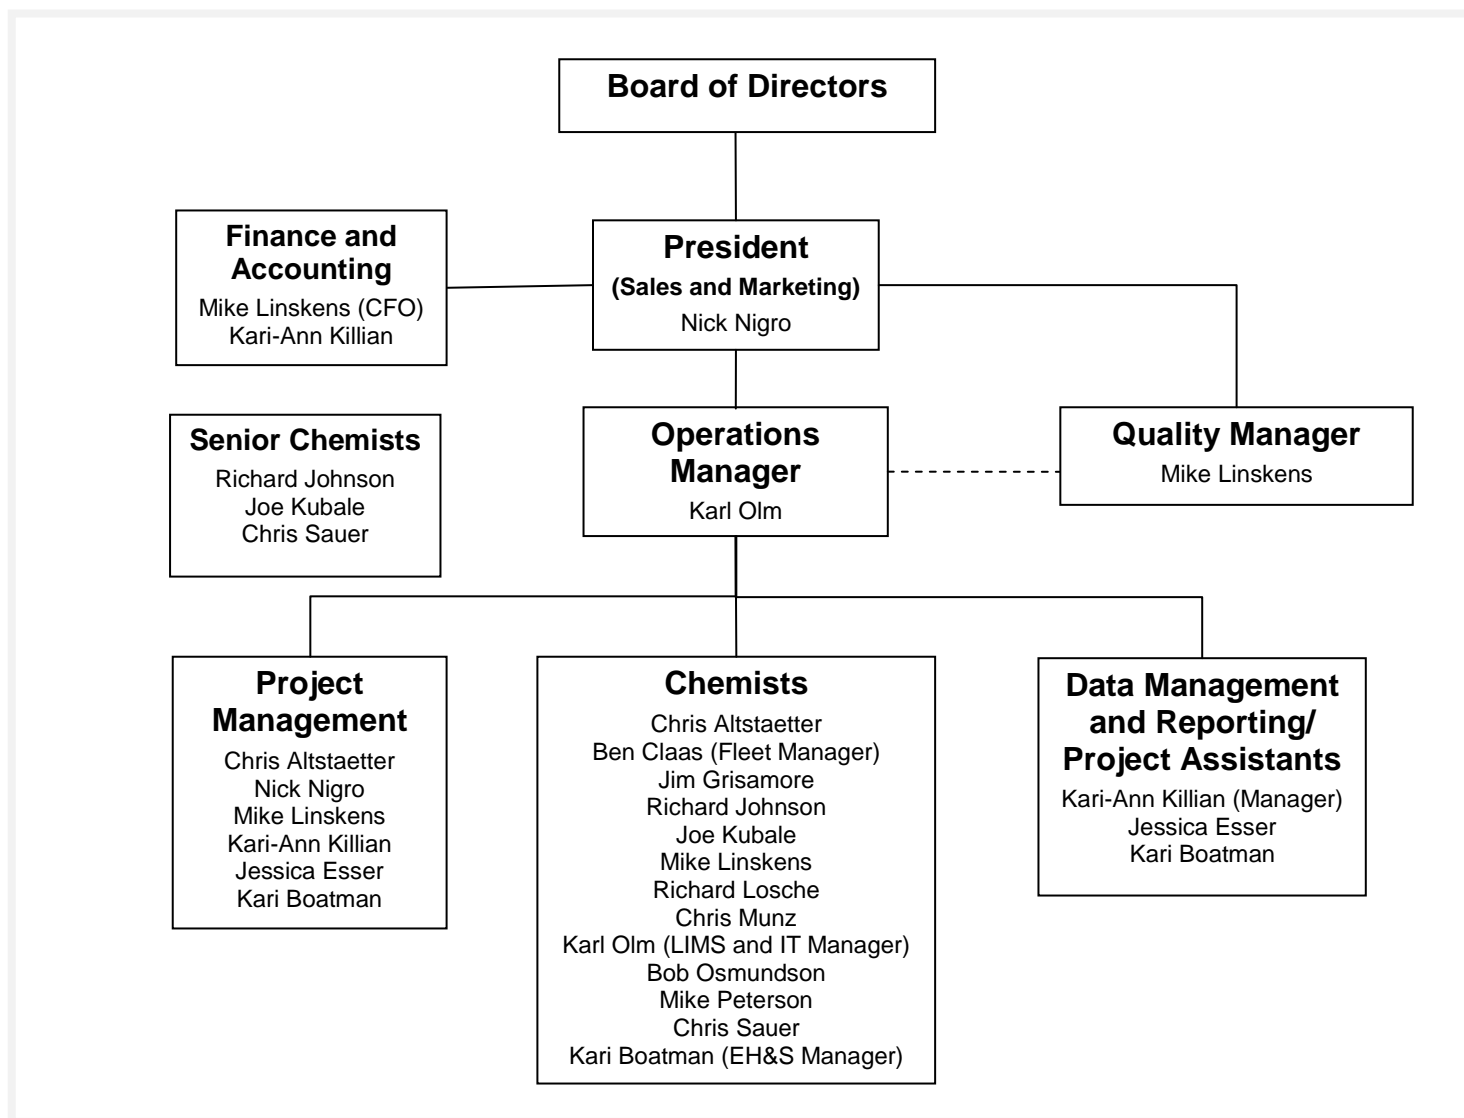 Board of Directors
Finance and
Accounting
Mike Linskens (CFO)
Kari-Ann Killian
President
(Sales and Marketing)
Nick Nigro
Senior Chemists
Richard Johnson
Joe Kubale
Chris Sauer
Operations
Manager
Karl Olm
Quality Manager
Mike Linskens
Project
Management
Chris Altstaetter
Nick Nigro
Mike Linskens
Kari-Ann Killian
Jessica Esser
Kari Boatman
Chemists
Chris Altstaetter
Ben Claas (Fleet Manager)
Jim Grisamore
Richard Johnson
Joe Kubale
Mike Linskens
Richard Losche
Chris Munz
Karl Olm (LIMS and IT Manager)
Bob Osmundson
Mike Peterson
Chris Sauer
Kari Boatman (EH&S Manager)
Data Management
and Reporting/
Project Assistants
Kari-Ann Killian (Manager)
Jessica Esser
Kari Boatman